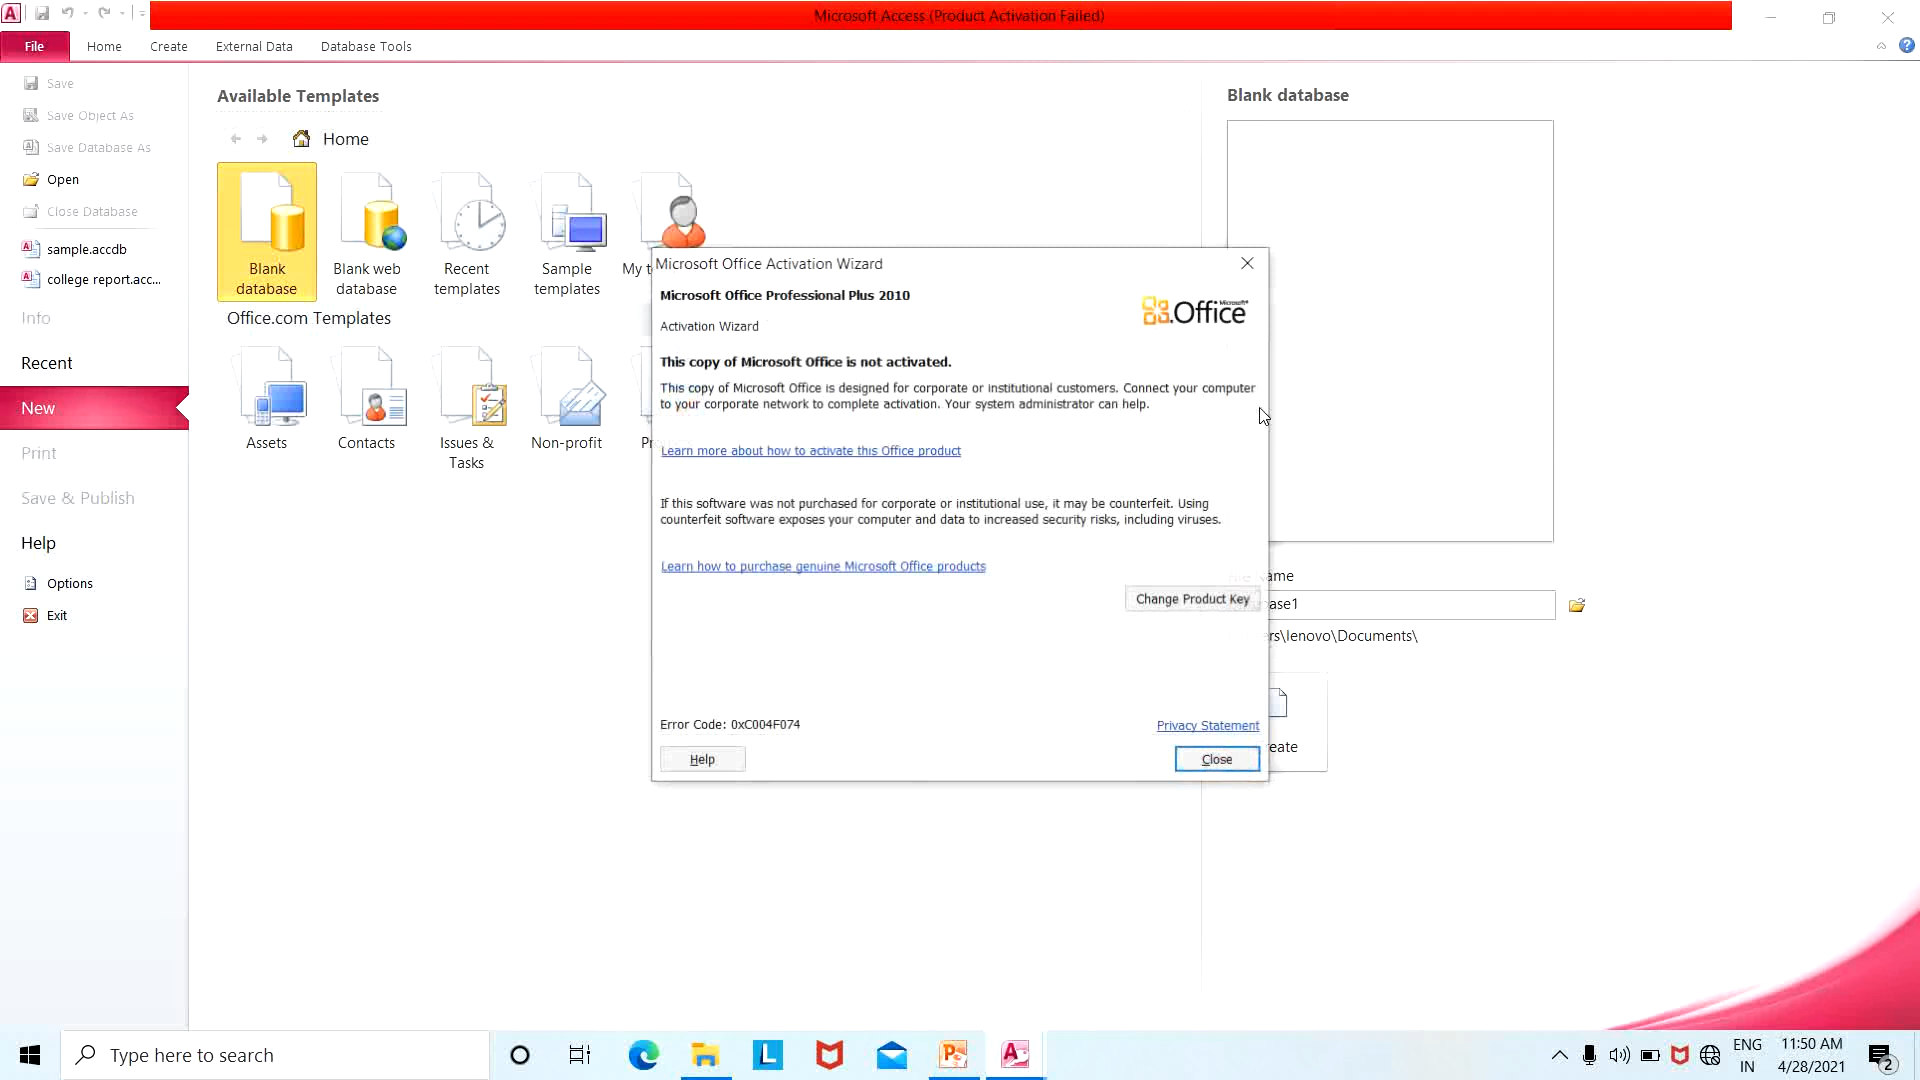 Microsoft Access (Product Activation Failed)
File
Home
Create
External Data
Database Tools
Save
Save Object As
Save Database As
Open
Close Database
sample.accdb
college report.acc...
Info
Recent
New
Print
Save & Publish
Help
Options
Exit
Available Templates
Home
Blank
database
Blank web
database
Recent
templates
Sample
templates
My t
Office.com Templates
Assets
Contacts
Issues &
Tasks
Non-profit
Pr
Microsoft Office Activation Wizard
Microsoft Office Professional Plus 2010
Microsoft
Office
Activation Wizard
This copy of Microsoft Office is not activated.
This copy of Microsoft Office is designed for corporate or institutional customers. Connect your computer
to your corporate network to complete activation. Your system administrator can help.
Learn more about how to activate this Office product
If this software was not purchased for corporate or institutional use, it may be counterfeit. Using
counterfeit software exposes your computer and data to increased security risks, including viruses.
Learn how to purchase genuine Microsoft Office products
Change Product Key
Error Code: 0xC004F074
Privacy Statement
Help
Close
Blank database
ame
ase1
rs\lenovo\Documents\
eate
Type here to search
ENG
IN
11:50 AM
4/28/2021
2